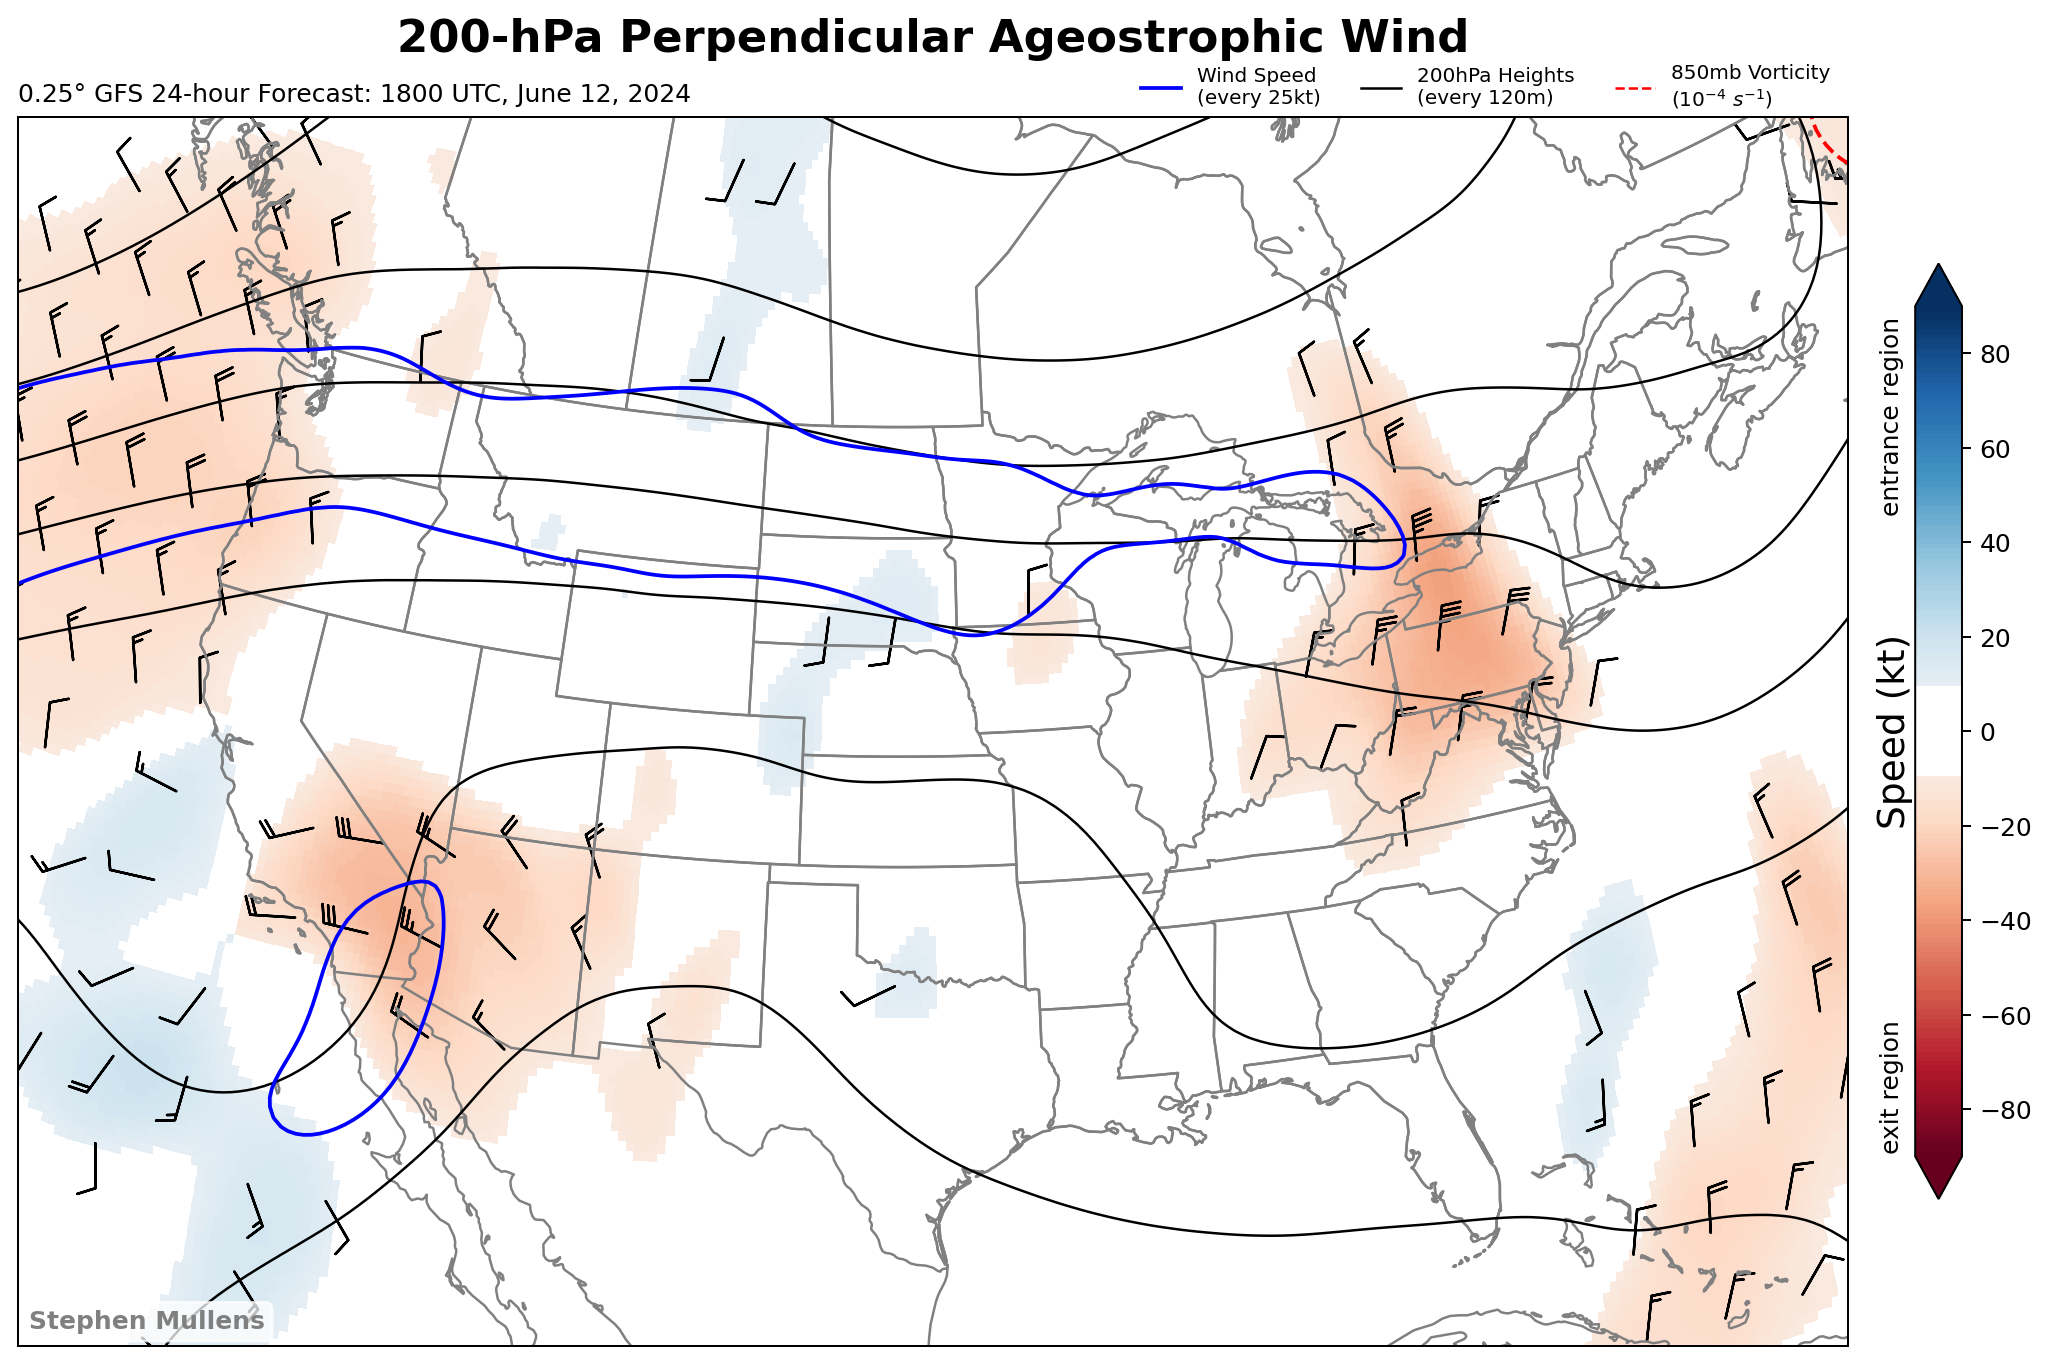 200-hPa Perpendicular Ageostrophic Wind
0.25° GFS 24-hour Forecast: 1800 UTC, June 12, 2024
Wind Speed
(every 25kt)
200hPa Heights
(every 120m)
850mb Vorticity
(10⁻⁴ s⁻¹)
entrance region
Speed (kt)
exit region
80
60
40
20
0
−20
−40
−60
−80
Stephen Mullens